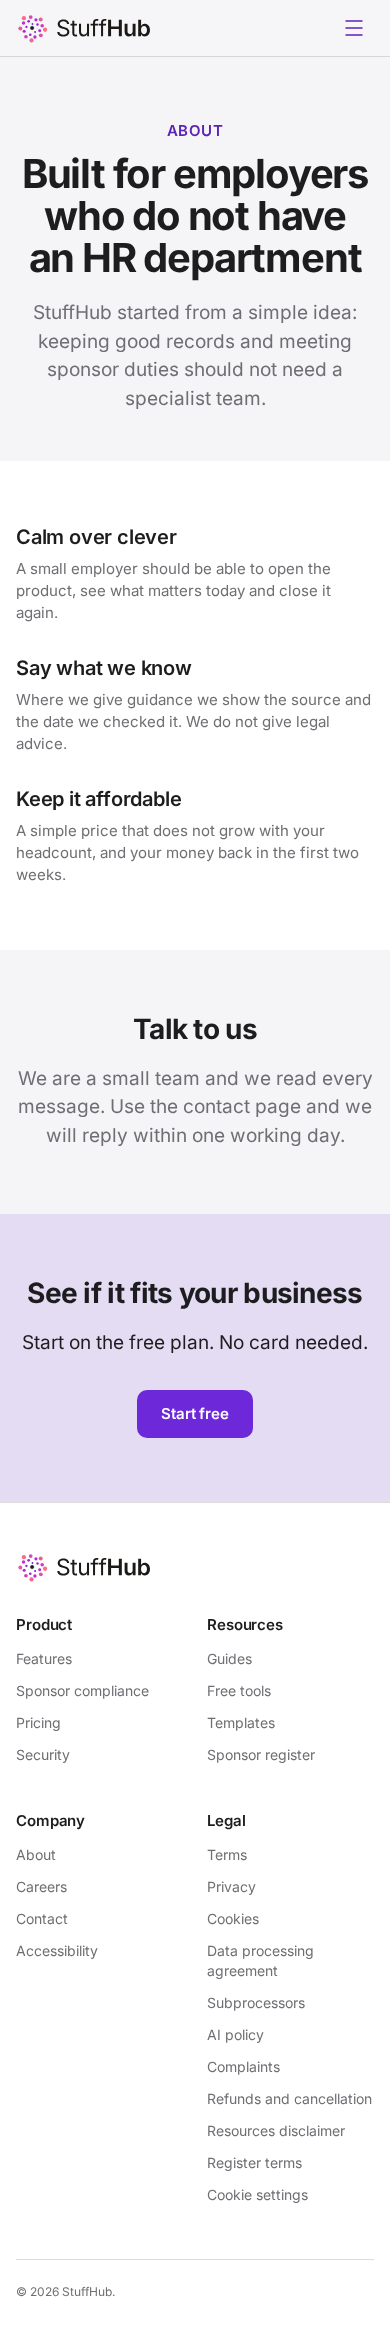 StuffHub
ABOUT
Built for employers
who do not have
an HR department
StuffHub started from a simple idea:
keeping good records and meeting
sponsor duties should not need a
specialist team.
Calm over clever
A small employer should be able to open the
product, see what matters today and close it
again.
Say what we know
Where we give guidance we show the source and
the date we checked it. We do not give legal
advice.
Keep it affordable
A simple price that does not grow with your
headcount, and your money back in the first two
weeks.
Talk to us
We are a small team and we read every
message. Use the contact page and we
will reply within one working day.
See if it fits your business
Start on the free plan. No card needed.
Start free
StuffHub
Product
Features
Sponsor compliance
Pricing
Security
Resources
Guides
Free tools
Templates
Sponsor register
Company
About
Careers
Contact
Accessibility
Legal
Terms
Privacy
Cookies
Data processing
agreement
Subprocessors
AI policy
Complaints
Refunds and cancellation
Resources disclaimer
Register terms
Cookie settings
© 2026 StuffHub.